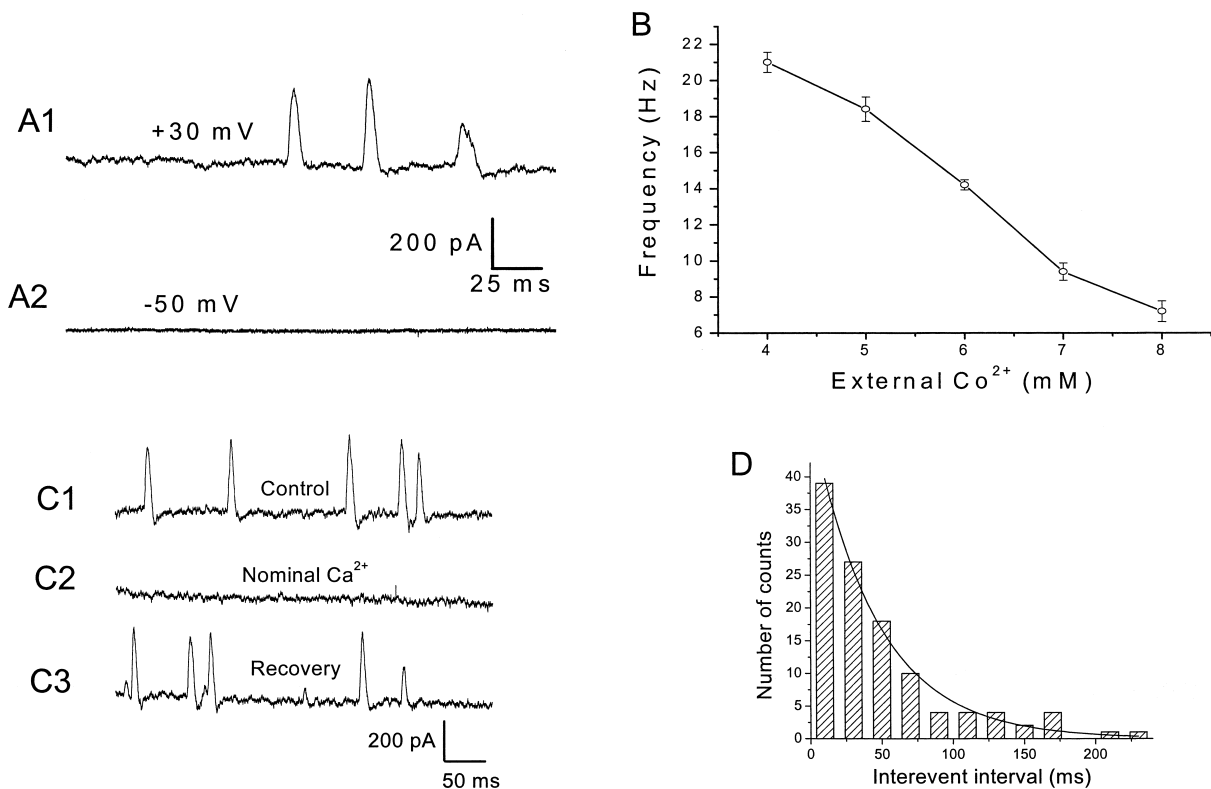 A1
+30 mV
200 pA
25 ms
A2
-50 mV
B
Frequency (Hz)
22
20
18
16
14
12
10
8
6
4 5 6 7 8
External Co²⁺ (mM)
C1
Control
C2
Nominal Ca²⁺
C3
Recovery
200 pA
50 ms
D
Number of counts
40
35
30
25
20
15
10
5
0
0 50 100 150 200
Interevent interval (ms)